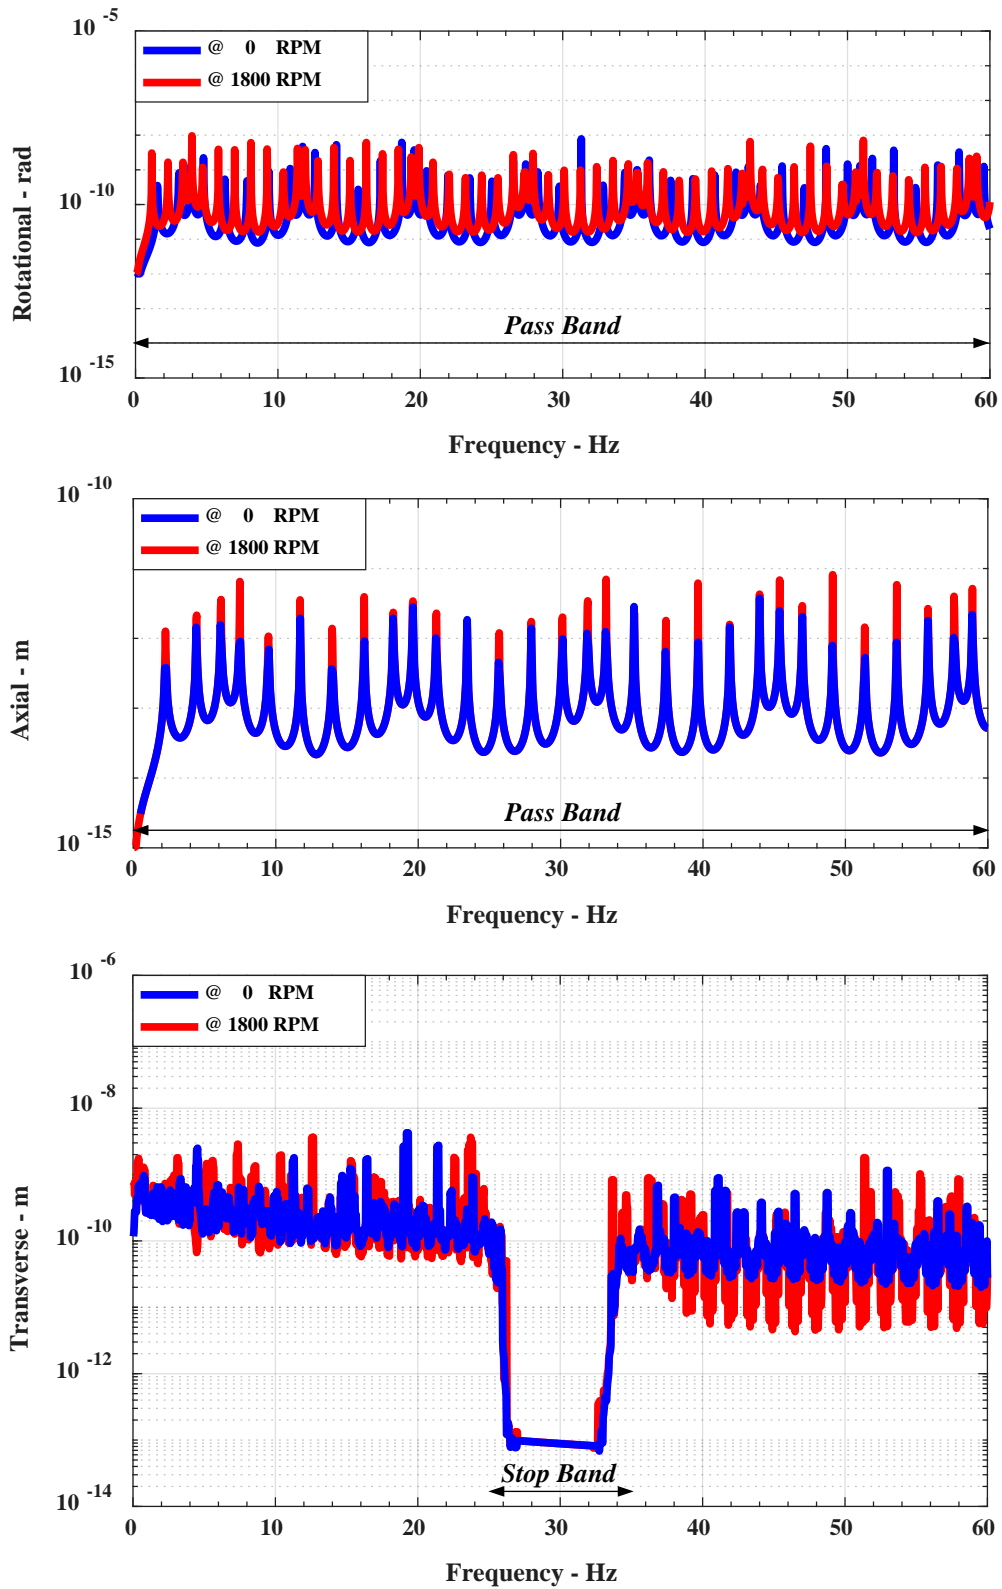 10 -5
@ 0 RPM
@ 1800 RPM
10 -10
Rotational - rad
Pass Band
10 -15
0 10 20 30 40 50 60
Frequency - Hz
10 -10
@ 0 RPM
@ 1800 RPM
Axial - m
Pass Band
10 -15
0 10 20 30 40 50 60
Frequency - Hz
10 -6
@ 0 RPM
@ 1800 RPM
10 -8
10 -10
Transverse - m
10 -12
Stop Band
10 -14
0 10 20 30 40 50 60
Frequency - Hz